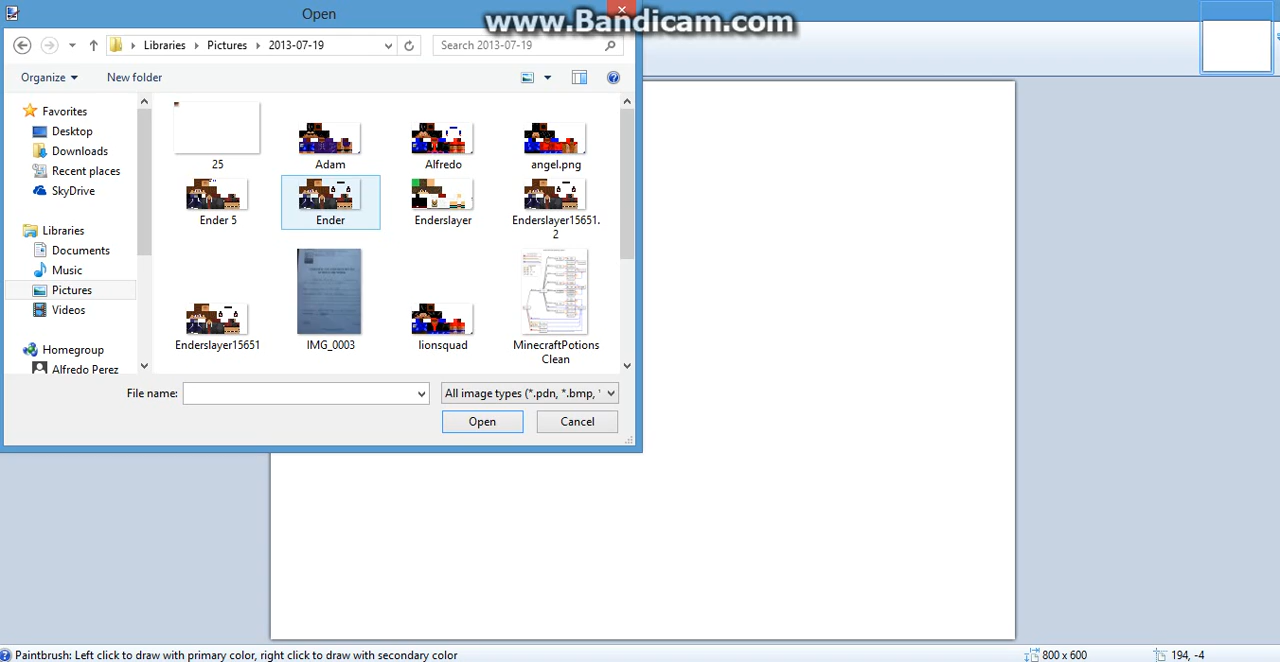 Open
www.Bandicam.com
Libraries Pictures 2013-07-19
Search 2013-07-19
Organize
New folder
Favorites
Desktop
Downloads
Recent places
SkyDrive
Libraries
Documents
Music
Pictures
Videos
Homegroup
Alfredo Perez
25
Adam
Alfredo
angel.png
Ender 5
Ender
Enderslayer
Enderslayer15651.
2
Enderslayer15651
IMG_0003
lionsquad
MinecraftPotions
Clean
File name:
All image types (*.pdn, *.bmp, '
Open
Cancel
Paintbrush: Left click to draw with primary color, right click to draw with secondary color
800 x 600
194, -4